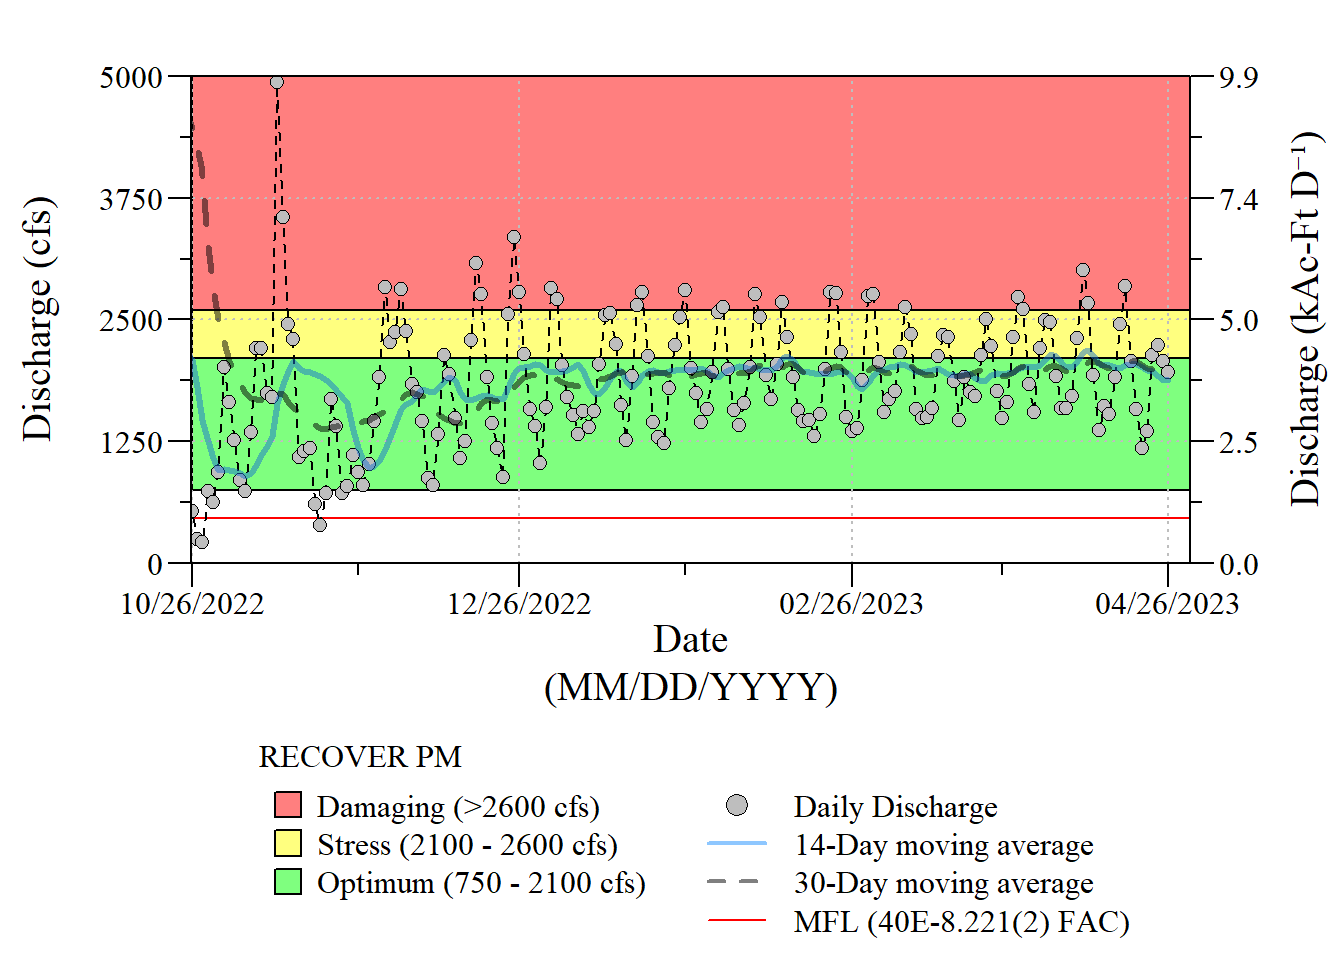 5000
3750
2500
1250
0
Discharge (cfs)
9.9
7.4
5.0
2.5
0.0
Discharge (kAc-Ft D⁻¹)
10/26/2022 12/26/2022 02/26/2023 04/26/2023
Date
(MM/DD/YYYY)
RECOVER PM
Damaging (>2600 cfs)
Stress (2100 - 2600 cfs)
Optimum (750 - 2100 cfs)
Daily Discharge
14-Day moving average
30-Day moving average
MFL (40E-8.221(2) FAC)